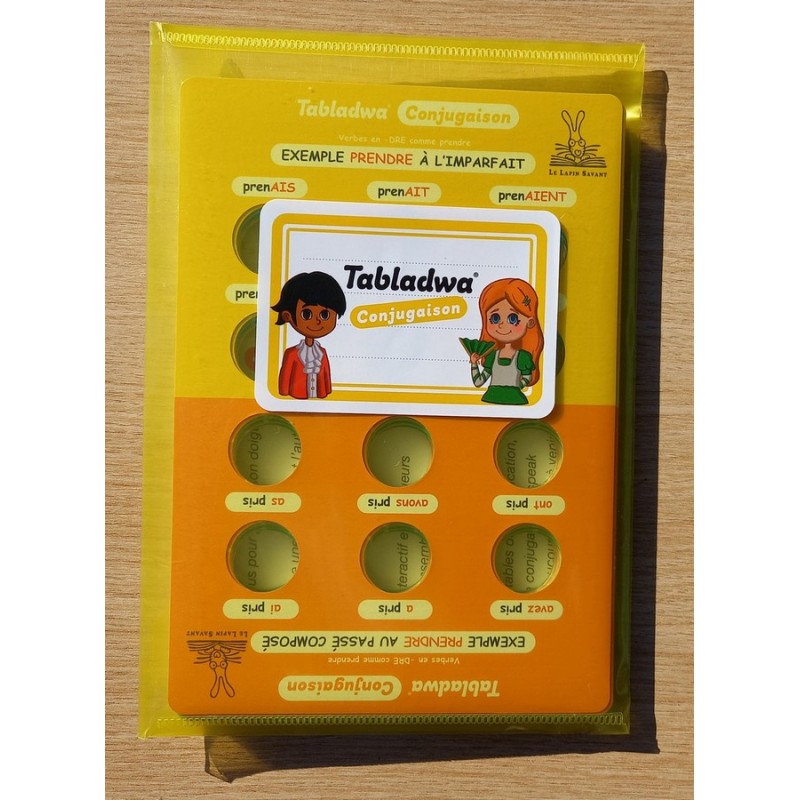 Tabladwa® Conjugaison
Verbes en -DRE comme prendre
EXEMPLE PRENDRE À L'IMPARFAIT
LE LAPIN SAVANT
prenAIS prenAIT prenAIENT
Tabladwa®
Conjugaison
as pris avons pris ont pris
ai pris a pris avez pris
EXEMPLE PRENDRE AU PASSÉ COMPOSÉ
LE LAPIN SAVANT
Verbes en -DRE comme prendre
Tabladwa® Conjugaison